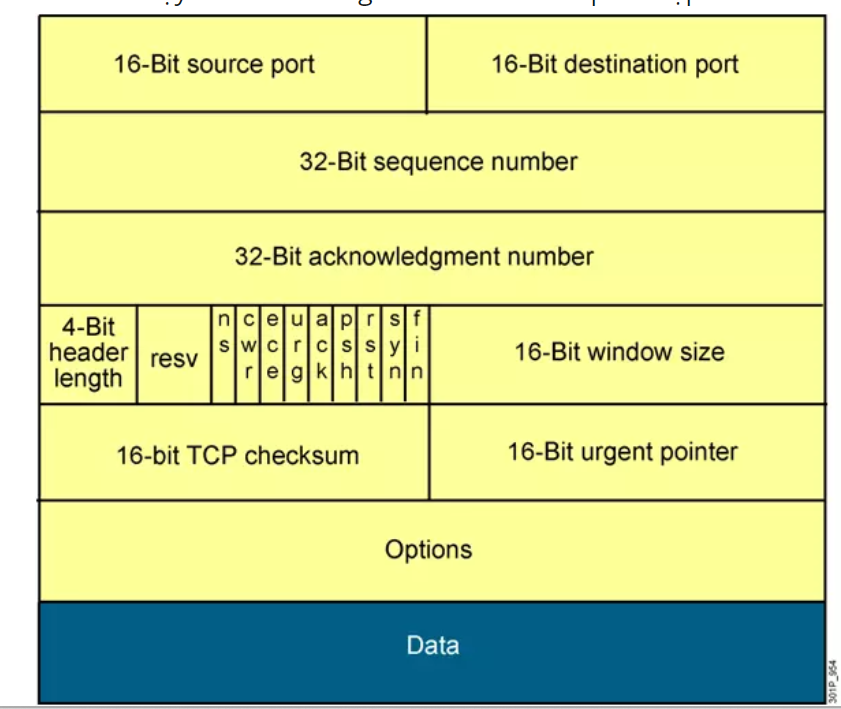 16-Bit source port
16-Bit destination port
32-Bit sequence number
32-Bit acknowledgment number
4-Bit
header
length
resv
ns
cwr
ece
urg
ack
psh
rst
syn
fin
16-Bit window size
16-bit TCP checksum
16-Bit urgent pointer
Options
Data
301P_954